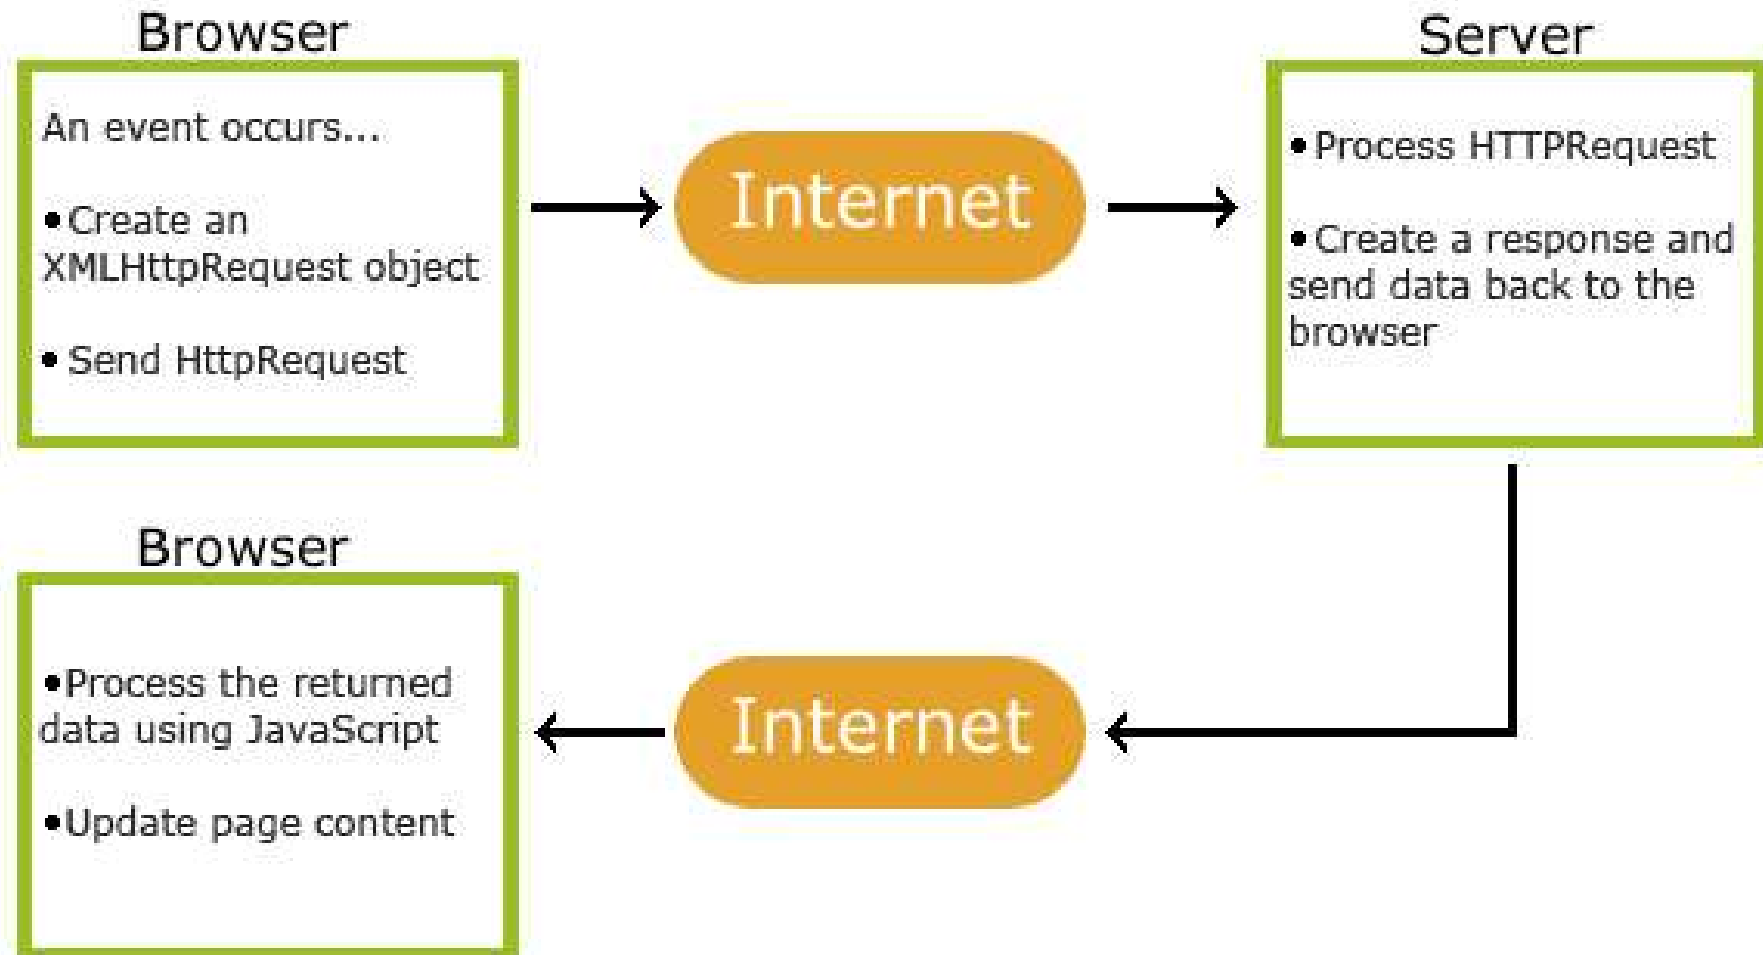 Browser
An event occurs...
•Create an
XMLHttpRequest object
• Send HttpRequest
Internet
Server
•Process HTTPRequest
•Create a response and
send data back to the
browser
Browser
•Process the returned
data using JavaScript
•Update page content
Internet